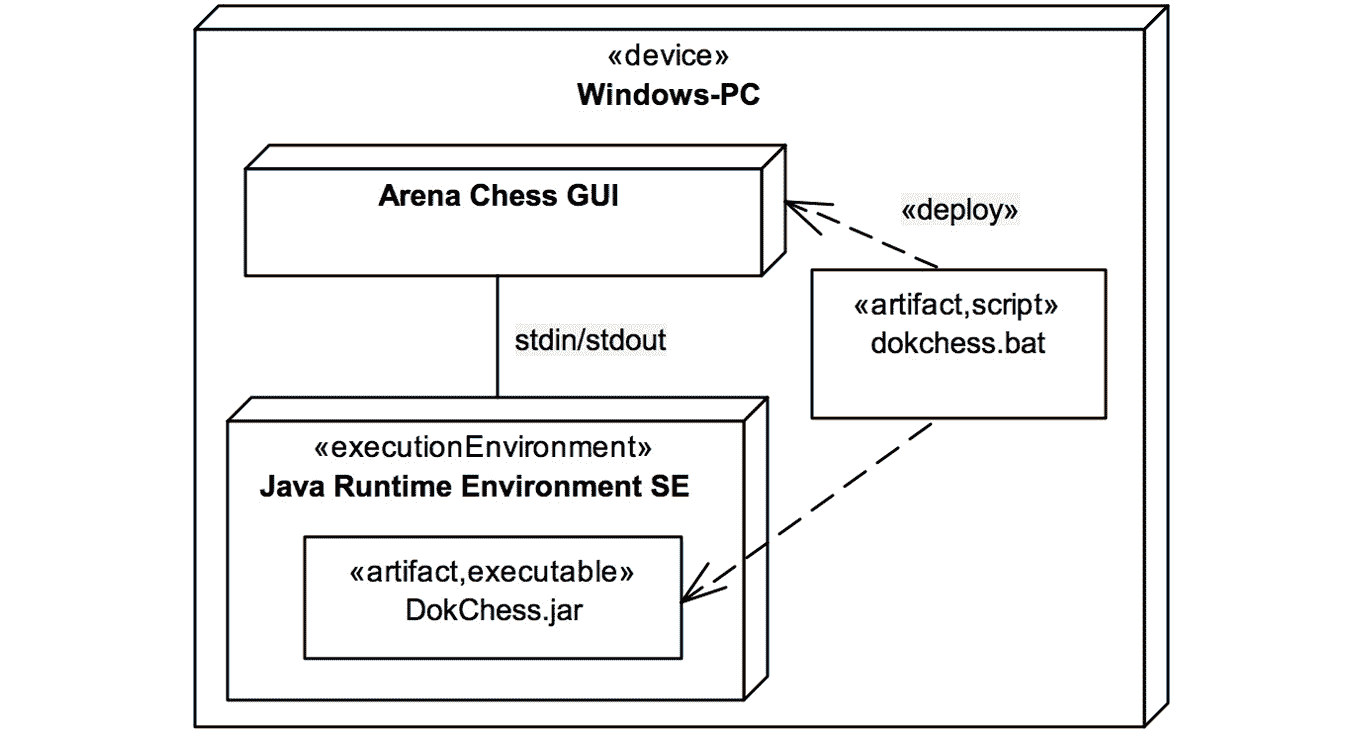 «device»
Windows-PC
Arena Chess GUI
«deploy»
«artifact,script»
dokchess.bat
stdin/stdout
«executionEnvironment»
Java Runtime Environment SE
«artifact,executable»
DokChess.jar